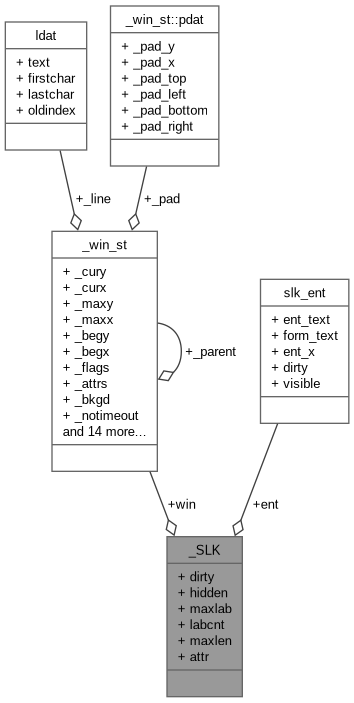 ldat
+ text
+ firstchar
+ lastchar
+ oldindex
_win_st::pdat
+ _pad_y
+ _pad_x
+ _pad_top
+ _pad_left
+ _pad_bottom
+ _pad_right
+_line
+_pad
_win_st
+ _cury
+ _curx
+ _maxy
+ _maxx
+ _begy
+ _begx
+ _flags
+ _attrs
+ _bkgd
+ _notimeout
and 14 more...
+_parent
slk_ent
+ ent_text
+ form_text
+ ent_x
+ dirty
+ visible
+win
+ent
_SLK
+ dirty
+ hidden
+ maxlab
+ labcnt
+ maxlen
+ attr